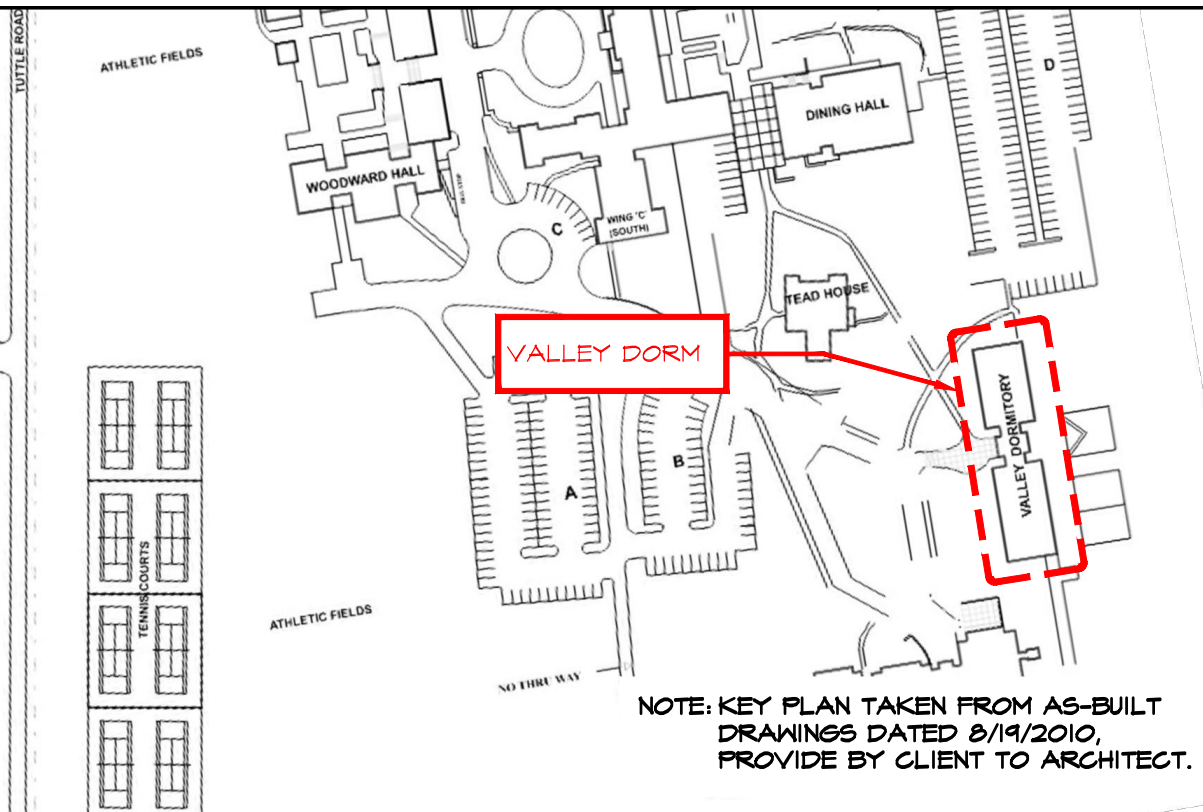 TUTTLE ROAD
ATHLETIC FIELDS
D
DINING HALL
WOODWARD HALL
BUS STOP
C
WING 'C'
(SOUTH)
TEAD HOUSE
VALLEY DORM
VALLEY DORMITORY
A
B
TENNIS COURTS
ATHLETIC FIELDS
NO THRU WAY
NOTE: KEY PLAN TAKEN FROM AS-BUILT
DRAWINGS DATED 8/19/2010,
PROVIDE BY CLIENT TO ARCHITECT.